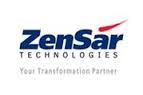 ZenSar
TECHNOLOGIES
Your Transformation Partner